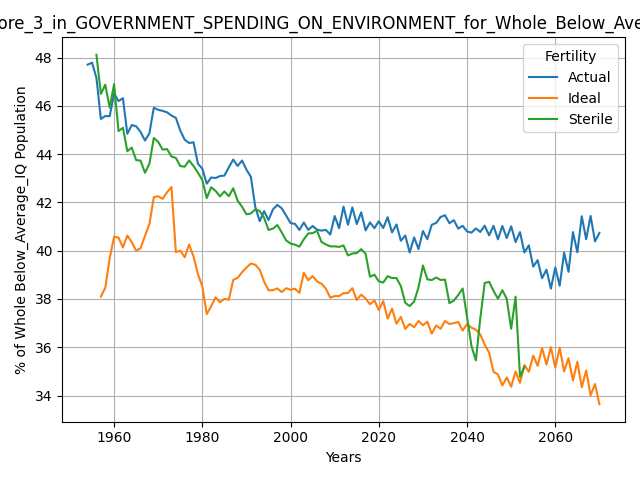 ore_3_in_GOVERNMENT_SPENDING_ON_ENVIRONMENT_for_Whole_Below_Ave
Fertility
Actual
Ideal
Sterile
% of Whole Below_Average_IQ Population
48
46
44
42
40
38
36
34
1960
1980
2000
2020
2040
2060
Years